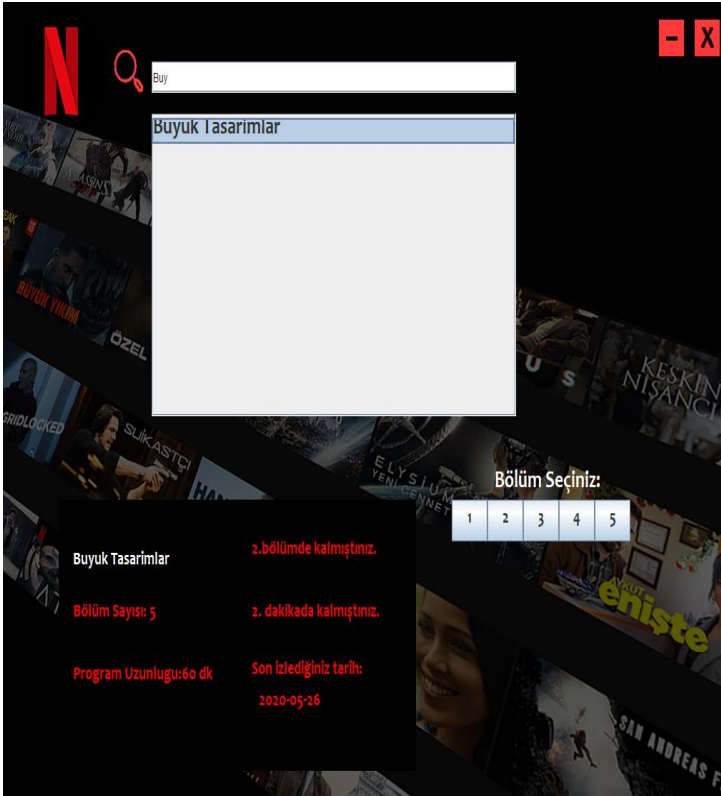 N
X
Buy
Buyuk Tasarimlar
BÜYÜK YIKIM
ÖZEL
U S
KESKİN
NİŞANCI
GRIDLOCKED
SUİKASTÇI
ELYSIUM
YENİ CENNET
Bölüm Seçiniz:
1 2 3 4 5
Buyuk Tasarimlar
2.bölümde kalmıştınız.
Bölüm Sayısı: 5
2. dakikada kalmıştınız.
Program Uzunlugu:60 dk
Son izlediğiniz tarih:
2020-05-26
AYKUT
enişte
SAN ANDREAS F